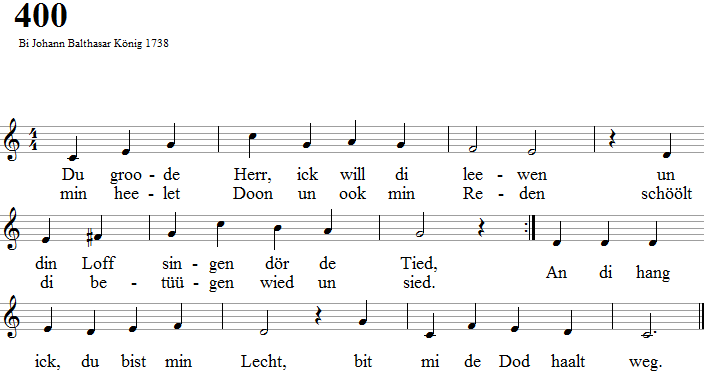 400
Bi Johann Balthasar König 1738
4
4
Du groo - de Herr, ick will di lee - wen un
min hee - let Doon un ook min Re - den schöölt
din Loff sin - gen dör de Tied,
di be - tüü - gen wied un sied.
An di hang
ick, du bist min Lecht, bit mi de Dod haalt weg.